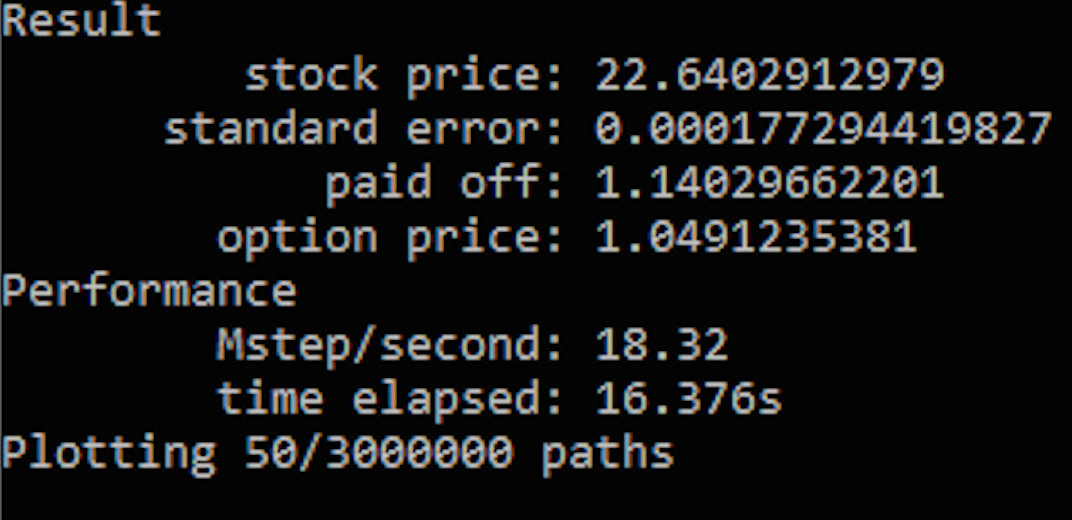 Result
stock price: 22.6402912979
standard error: 0.000177294419827
paid off: 1.14029662201
option price: 1.0491235381
Performance
Mstep/second: 18.32
time elapsed: 16.376s
Plotting 50/3000000 paths